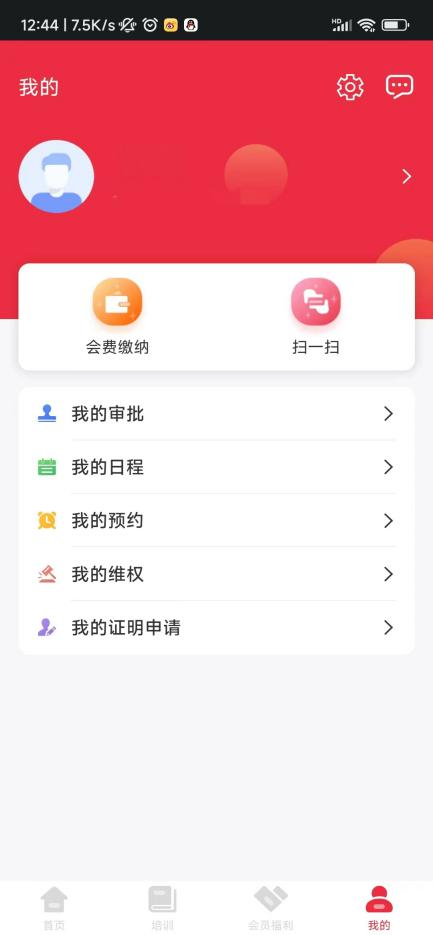 12:44 | 7.5K/s
HD
我的
会费缴纳
扫一扫
我的审批
我的日程
我的预约
我的维权
我的证明申请
首页
培训
会员福利
我的